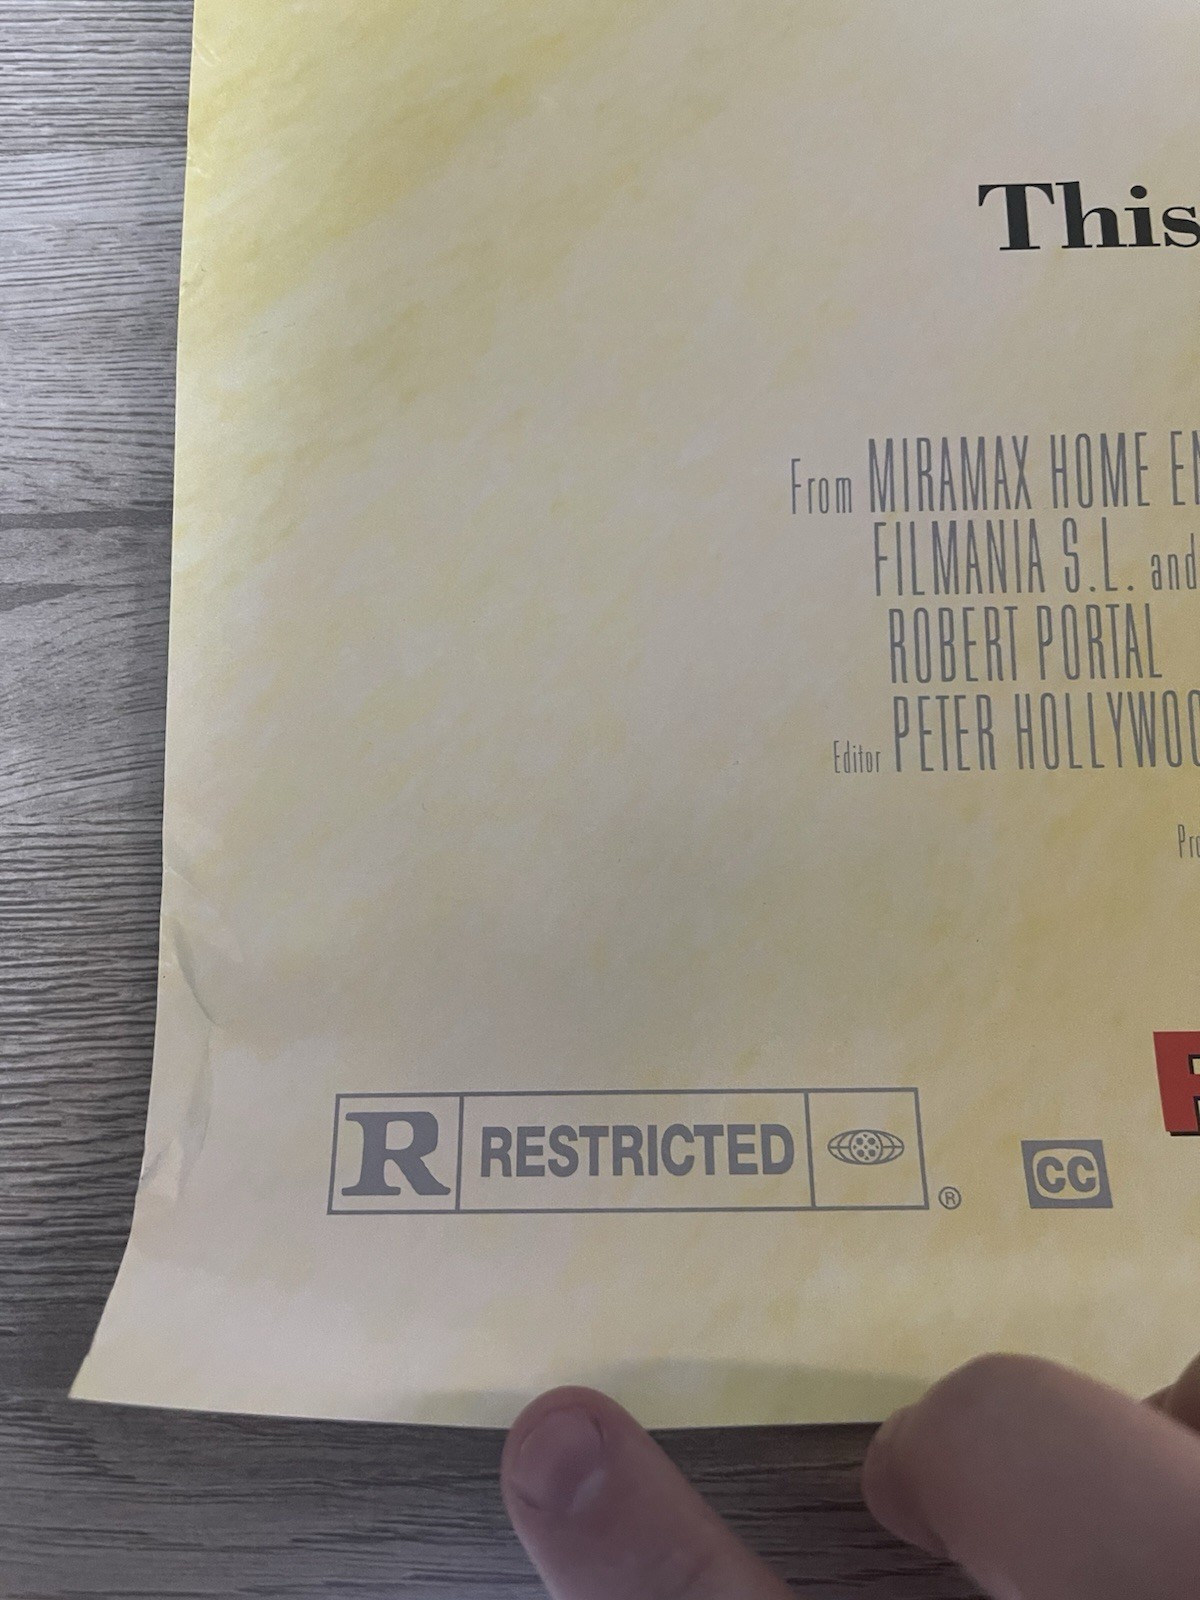 This
From MIRAMAX HOME
FILMANIA S.L. and
ROBERT PORTAL
Editor PETER
R RESTRICTED ®
CC